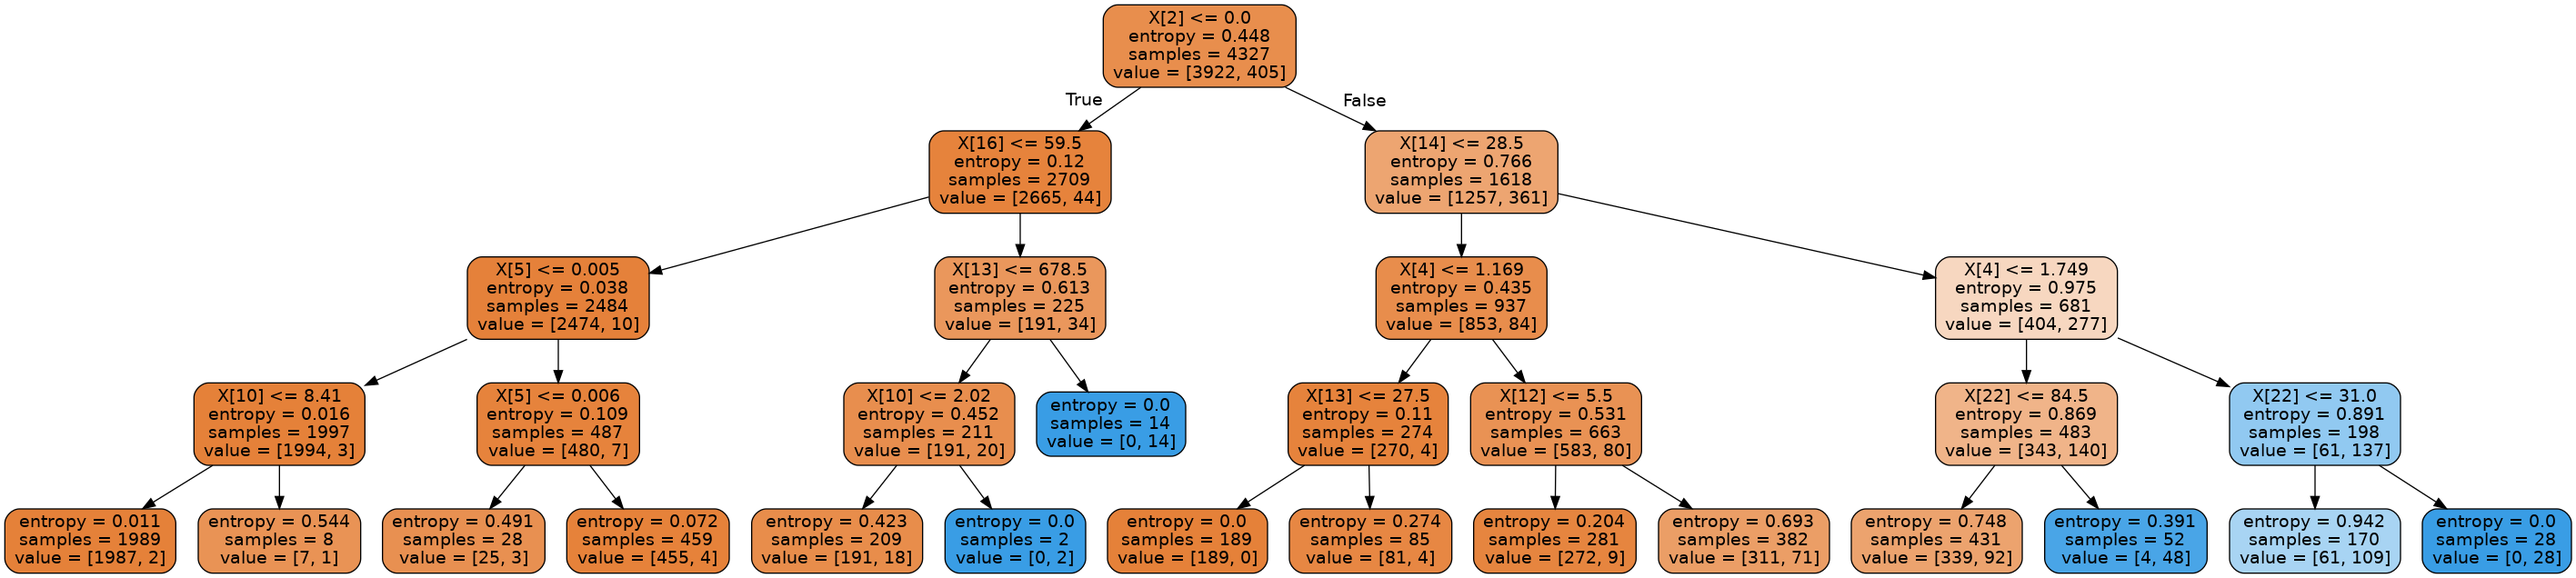 X[2] <= 0.0
entropy = 0.448
samples = 4327
value = [3922, 405]
True
False
X[16] <= 59.5
entropy = 0.12
samples = 2709
value = [2665, 44]
X[14] <= 28.5
entropy = 0.766
samples = 1618
value = [1257, 361]
X[5] <= 0.005
entropy = 0.038
samples = 2484
value = [2474, 10]
X[13] <= 678.5
entropy = 0.613
samples = 225
value = [191, 34]
X[4] <= 1.169
entropy = 0.435
samples = 937
value = [853, 84]
X[4] <= 1.749
entropy = 0.975
samples = 681
value = [404, 277]
X[10] <= 8.41
entropy = 0.016
samples = 1997
value = [1994, 3]
X[5] <= 0.006
entropy = 0.109
samples = 487
value = [480, 7]
X[10] <= 2.02
entropy = 0.452
samples = 211
value = [191, 20]
entropy = 0.0
samples = 14
value = [0, 14]
X[13] <= 27.5
entropy = 0.11
samples = 274
value = [270, 4]
X[12] <= 5.5
entropy = 0.531
samples = 663
value = [583, 80]
X[22] <= 84.5
entropy = 0.869
samples = 483
value = [343, 140]
X[22] <= 31.0
entropy = 0.891
samples = 198
value = [61, 137]
entropy = 0.011
samples = 1989
value = [1987, 2]
entropy = 0.544
samples = 8
value = [7, 1]
entropy = 0.491
samples = 28
value = [25, 3]
entropy = 0.072
samples = 459
value = [455, 4]
entropy = 0.423
samples = 209
value = [191, 18]
entropy = 0.0
samples = 2
value = [0, 2]
entropy = 0.0
samples = 189
value = [189, 0]
entropy = 0.274
samples = 85
value = [81, 4]
entropy = 0.204
samples = 281
value = [272, 9]
entropy = 0.693
samples = 382
value = [311, 71]
entropy = 0.748
samples = 431
value = [339, 92]
entropy = 0.391
samples = 52
value = [4, 48]
entropy = 0.942
samples = 170
value = [61, 109]
entropy = 0.0
samples = 28
value = [0, 28]